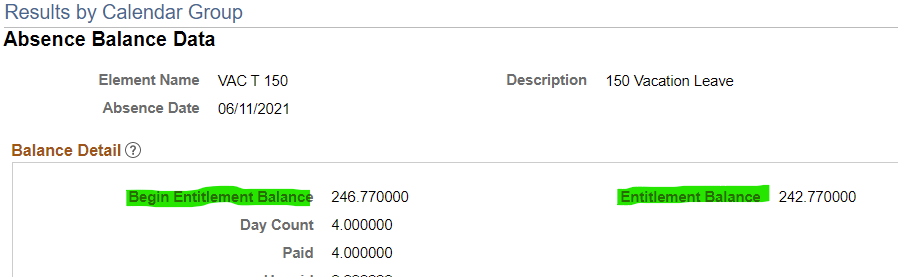 Results by Calendar Group
Absence Balance Data
Element Name VAC T 150 Description 150 Vacation Leave
Absence Date 06/11/2021
Balance Detail ?
Begin Entitlement Balance 246.770000 Entitlement Balance 242.770000
Day Count 4.000000
Paid 4.000000